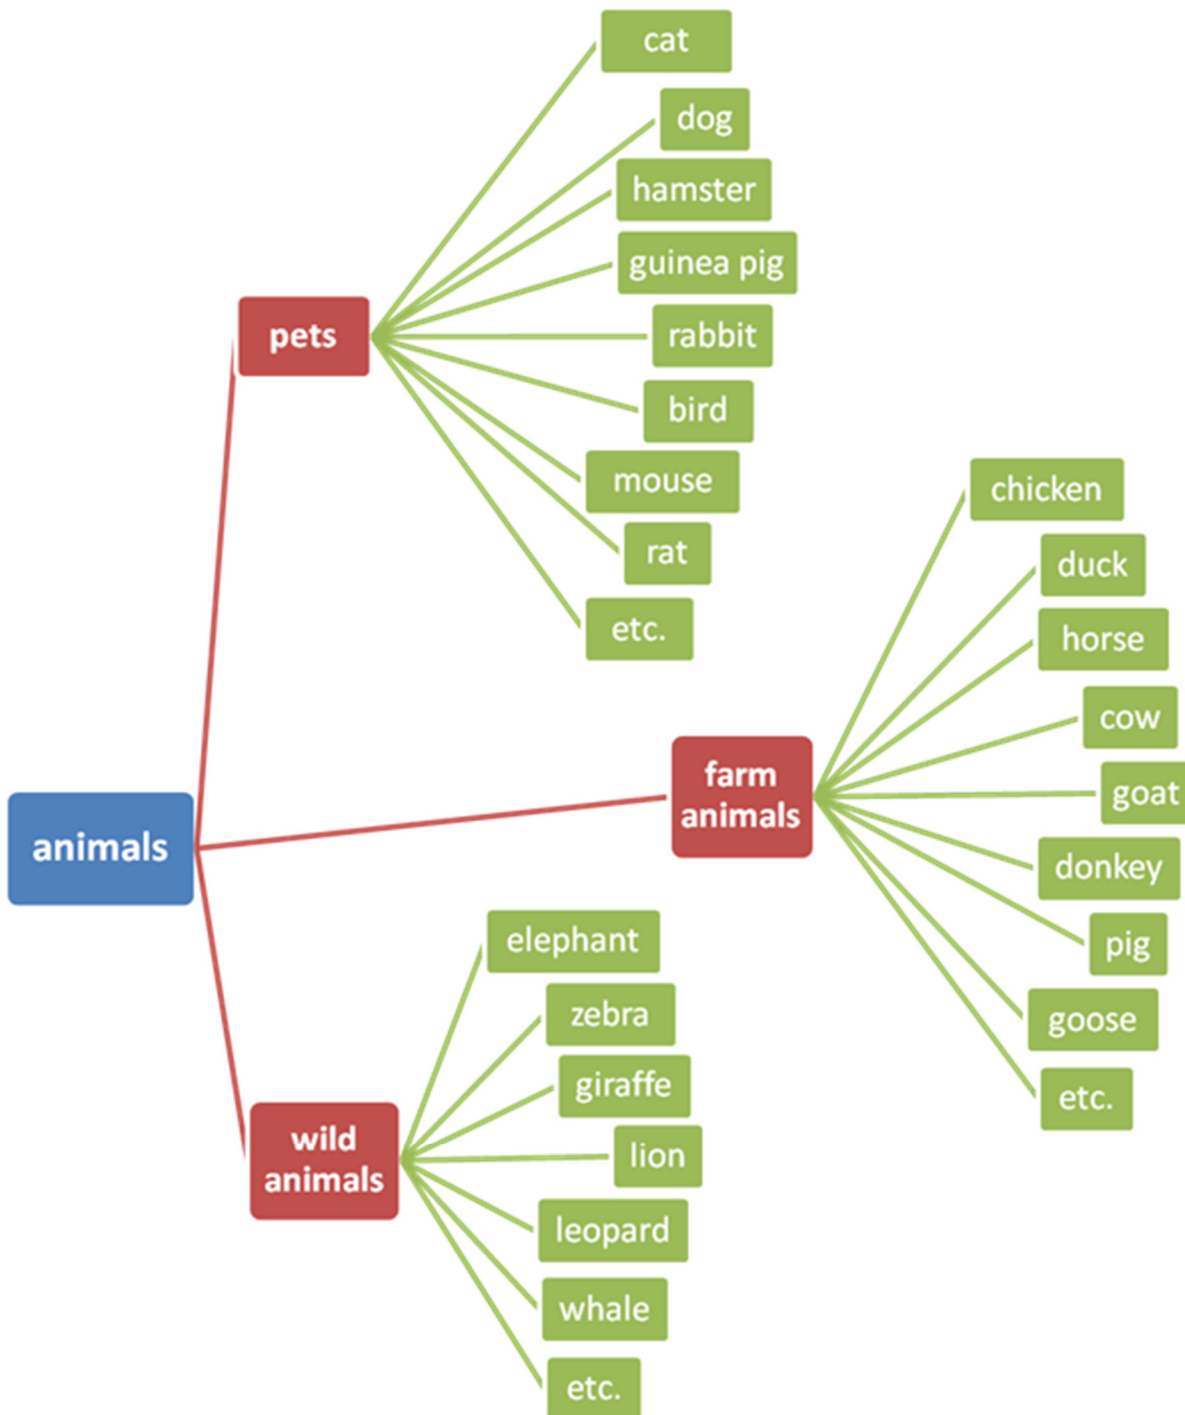 cat
dog
hamster
guinea pig
pets
rabbit
bird
mouse
rat
etc.
chicken
duck
horse
cow
farm
animals
goat
donkey
pig
goose
etc.
animals
elephant
zebra
giraffe
wild
animals
lion
leopard
whale
etc.